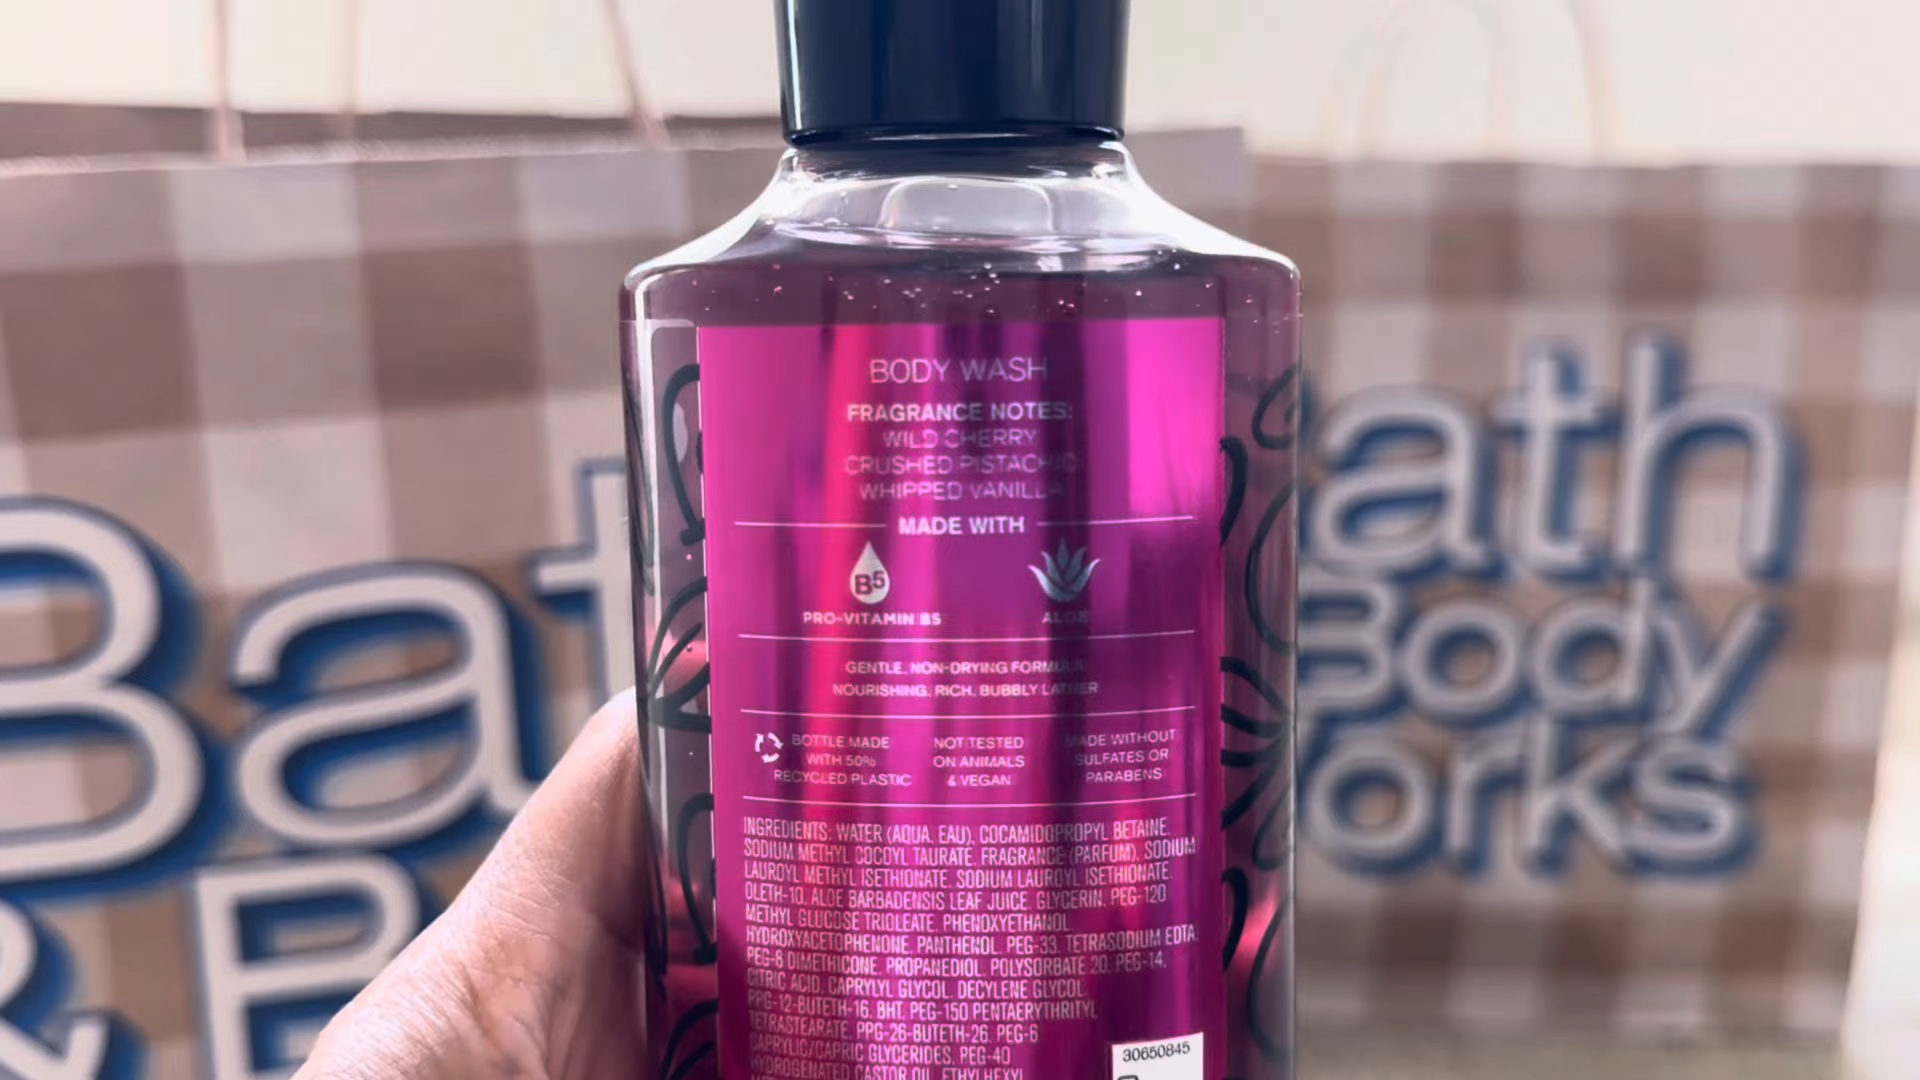 BODY WASH
FRAGRANCE NOTES:
WILD CHERRY
CRUSHED PISTACHIO
WHIPPED VANILLA
MADE WITH
B5
PRO-VITAMIN B5
ALOE
GENTLE, NON-DRYING FORMULA
NOURISHING, RICH, BUBBLY LATHER
BOTTLE MADE
WITH 50%
RECYCLED PLASTIC
NOT TESTED
ON ANIMALS
& VEGAN
MADE WITHOUT
SULFATES OR
PARABENS
INGREDIENTS: WATER (AQUA, EAU), COCAMIDOPROPYL BETAINE,
SODIUM METHYL COCOYL TAURATE, FRAGRANCE (PARFUM), SODIUM
LAUROYL METHYL ISETHIONATE, SODIUM LAUROYL ISETHIONATE,
OLETH-10, ALOE BARBADENSIS LEAF JUICE, GLYCERIN, PEG-120
METHYL GLUCOSE TRIOLEATE, PHENOXYETHANOL,
HYDROXYACETOPHENONE, PANTHENOL, PEG-33, TETRASODIUM EDTA,
PEG-8 DIMETHICONE, PROPANEDIOL, POLYSORBATE 20, PEG-14,
CITRIC ACID, CAPRYLYL GLYCOL, DECYLENE GLYCOL,
PPG-12-BUTETH-16, BHT, PEG-150 PENTAERYTHRITYL
TETRASTEARATE, PPG-26-BUTETH-26, PEG-6
CAPRYLIC/CAPRIC GLYCERIDES, PEG-40
HYDROGENATED CASTOR OIL, ETHYLHEXYL
30650845
Bat
& B
ath
Body
orks